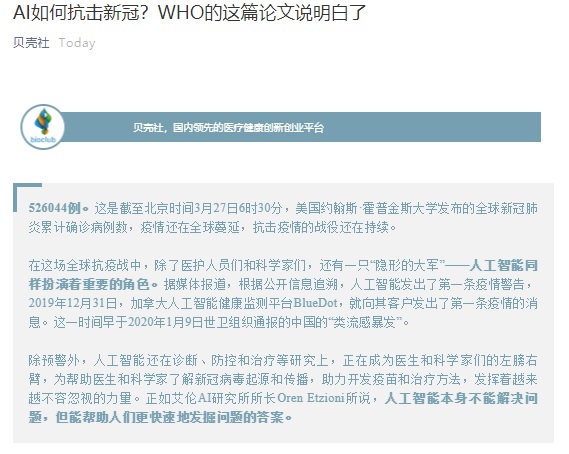 AI如何抗击新冠？WHO的这篇论文说明白了
贝壳社 Today
bioclub
贝壳社，国内领先的医疗健康创新创业平台
526044例。这是截至北京时间3月27日6时30分，美国约翰斯·霍普金斯大学发布的全球新冠肺
炎累计确诊病例数，疫情还在全球蔓延，抗击疫情的战役还在持续。
在这场全球抗疫战中，除了医护人员们和科学家们，还有一只“隐形的大军”——人工智能同
样扮演着重要的角色。据媒体报道，根据公开信息追溯，人工智能发出了第一条疫情警告，
2019年12月31日，加拿大人工智能健康监测平台BlueDot，就向其客户发出了第一条疫情的消
息。这一时间早于2020年1月9日世卫组织通报的中国的“类流感暴发”。
除预警外，人工智能还在诊断、防控和治疗等研究上，正在成为医生和科学家们的左膀右
臂，为帮助医生和科学家了解新冠病毒起源和传播，助力开发疫苗和治疗方法，发挥着越来
越不容忽视的力量。正如艾伦AI研究所所长Oren Etzioni所说，人工智能本身不能解决问
题，但能帮助人们更快速地发掘问题的答案。